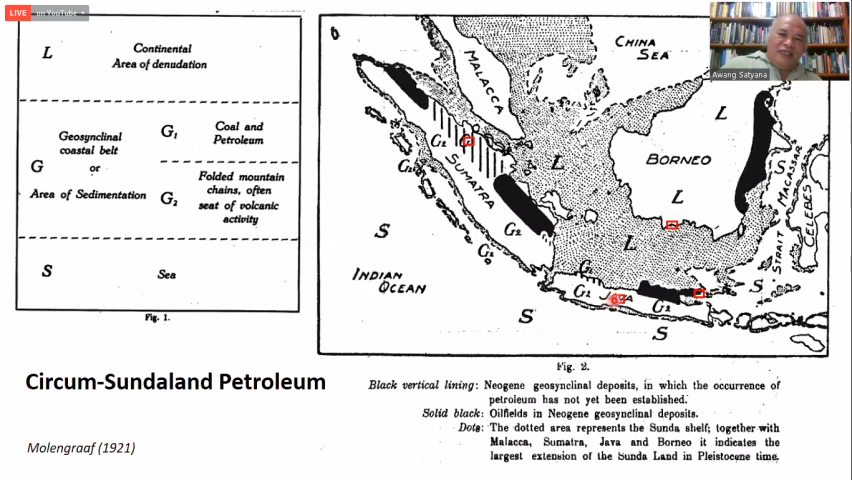 LIVE on YouTube
L
Continental
Area of denudation
Geosynclinal
coastal belt
G or
Area of Sedimentation
G1
Coal and
Petroleum
G2
Folded mountain
chains, often
seat of volcanic
activity
S
Sea
Fig. 1.
CHINA
SEA
MALACCA
L
BORNEO
L
L
L
G2
SUMATRA
G2
G2
G2
S
INDIAN
OCEAN
G1
G2
G2
S
S
S
S
STRAIT MACASSAR
CELEBES
Awang Satyana
Fig. 2.
Black vertical lining: Neogene geosynclinal deposits, in which the occurrence of
petroleum has not yet been established.
Solid black: Oilfields in Neogene geosynclinal deposits.
Dots: The dotted area represents the Sunda shelf; together with
Malacca, Sumatra, Java and Borneo it indicates the
largest extension of the Sunda Land in Pleistocene time.
Circum-Sundaland Petroleum
Molengraaf (1921)